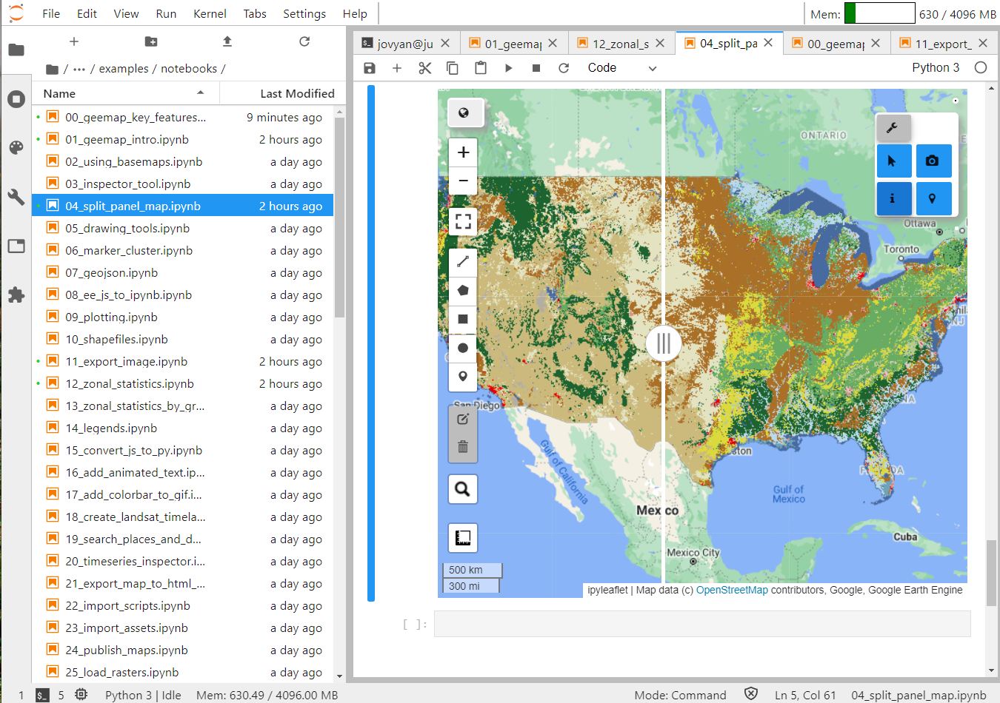 File Edit View Run Kernel Tabs Settings Help
Mem: 630 / 4096 MB
/ ··· / examples / notebooks /
Name Last Modified
00_geemap_key_features... 9 minutes ago
01_geemap_intro.ipynb 2 hours ago
02_using_basemaps.ipynb a day ago
03_inspector_tool.ipynb a day ago
04_split_panel_map.ipynb 2 hours ago
05_drawing_tools.ipynb a day ago
06_marker_cluster.ipynb a day ago
07_geojson.ipynb a day ago
08_ee_js_to_ipynb.ipynb a day ago
09_plotting.ipynb a day ago
10_shapefiles.ipynb a day ago
11_export_image.ipynb 2 hours ago
12_zonal_statistics.ipynb 2 hours ago
13_zonal_statistics_by_gr... a day ago
14_legends.ipynb a day ago
15_convert_js_to_py.ipynb a day ago
16_add_animated_text.ip... a day ago
17_add_colorbar_to_gif.i... a day ago
18_create_landsat_timela... a day ago
19_search_places_and_d... a day ago
20_timeseries_inspector.i... a day ago
21_export_map_to_html_... a day ago
22_import_scripts.ipynb a day ago
23_import_assets.ipynb a day ago
24_publish_maps.ipynb a day ago
25_load_rasters.ipynb a day ago
jovyan@ju 01_geemap 12_zonal_s 04_split_pa 00_geemap 11_export_
Code Python 3
ONTARIO
Ottawa
Toronto
NJ
San Diego
Gulf of California
ston
Gulf of
Mexico
Mexico
Cuba
Mexico City
500 km
300 mi
ipyleaflet | Map data (c) OpenStreetMap contributors, Google, Google Earth Engine
[ ]:
1 5 Python 3 | Idle Mem: 630.49 / 4096.00 MB Mode: Command Ln 5, Col 61 04_split_panel_map.ipynb